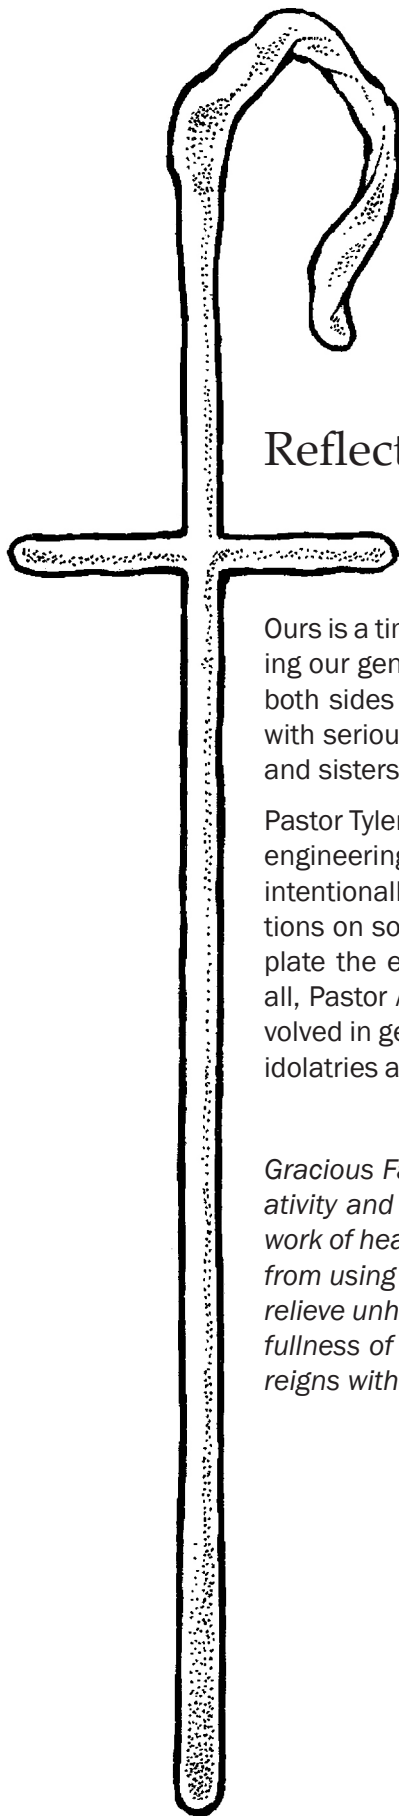 Reflect
Ours is a tin
ing our gen
both sides
with seriou
and sisters
Pastor Tyler
engineering
intentionall
tions on so
plate the e
all, Pastor A
volved in ge
idolatries a
Gracious Fa
ativity and
work of hea
from using
relieve unh
fullness of
reigns with